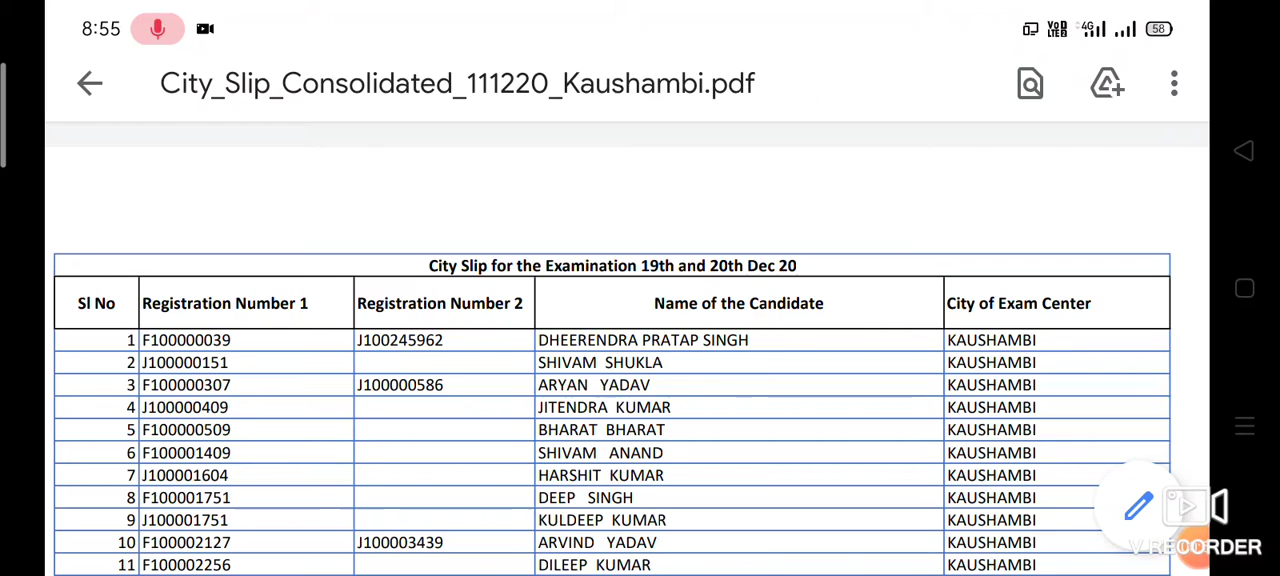 8:55 VoD LTE2 4G 58
City_Slip_Consolidated_111220_Kaushambi.pdf
City Slip for the Examination 19th and 20th Dec 20
Sl No Registration Number 1 Registration Number 2 Name of the Candidate City of Exam Center
1 F100000039 J100245962 DHEERENDRA PRATAP SINGH KAUSHAMBI
2 J100000151 SHIVAM SHUKLA KAUSHAMBI
3 F100000307 J100000586 ARYAN YADAV KAUSHAMBI
4 J100000409 JITENDRA KUMAR KAUSHAMBI
5 F100000509 BHARAT BHARAT KAUSHAMBI
6 F100001409 SHIVAM ANAND KAUSHAMBI
7 J100001604 HARSHIT KUMAR KAUSHAMBI
8 F100001751 DEEP SINGH KAUSHAMBI
9 J100001751 KULDEEP KUMAR KAUSHAMBI
10 F100002127 J100003439 ARVIND YADAV KAUSHAMBI
11 F100002256 DILEEP KUMAR KAUSHAMBI
V RECORDER